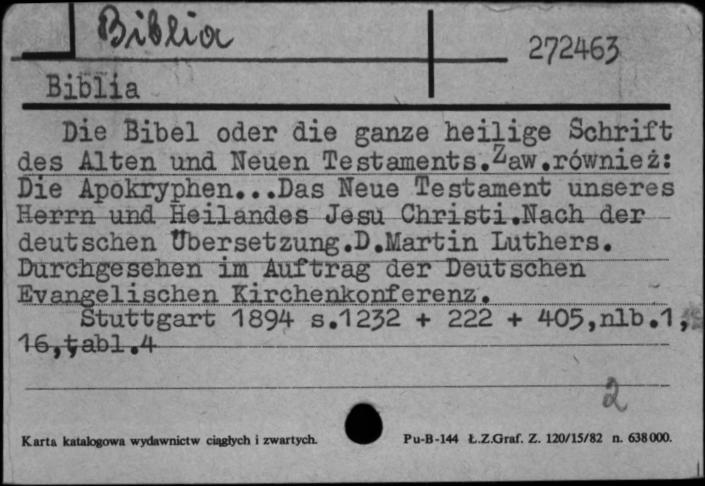 Biblia
272463
Biblia
Die Bibel oder die ganze heilige Schrift
des Alten und Neuen Testaments.Zaw.również:
Die Apokryphen...Das Neue Testament unseres
Herrn und Heilandes Jesu Christi.Nach der
deutschen Übersetzung.D.Martin Luthers.
Durchgesehen im Auftrag der Deutschen
Evangelischen Kirchenkonferenz.
Stuttgart 1894 s.1232 + 222 + 405,nlb.1,
16,tabl.4
2
Karta katalogowa wydawnictw ciągłych i zwartych.
Pu-B-144 Ł.Z.Graf. Z. 120/15/82 n. 638000.